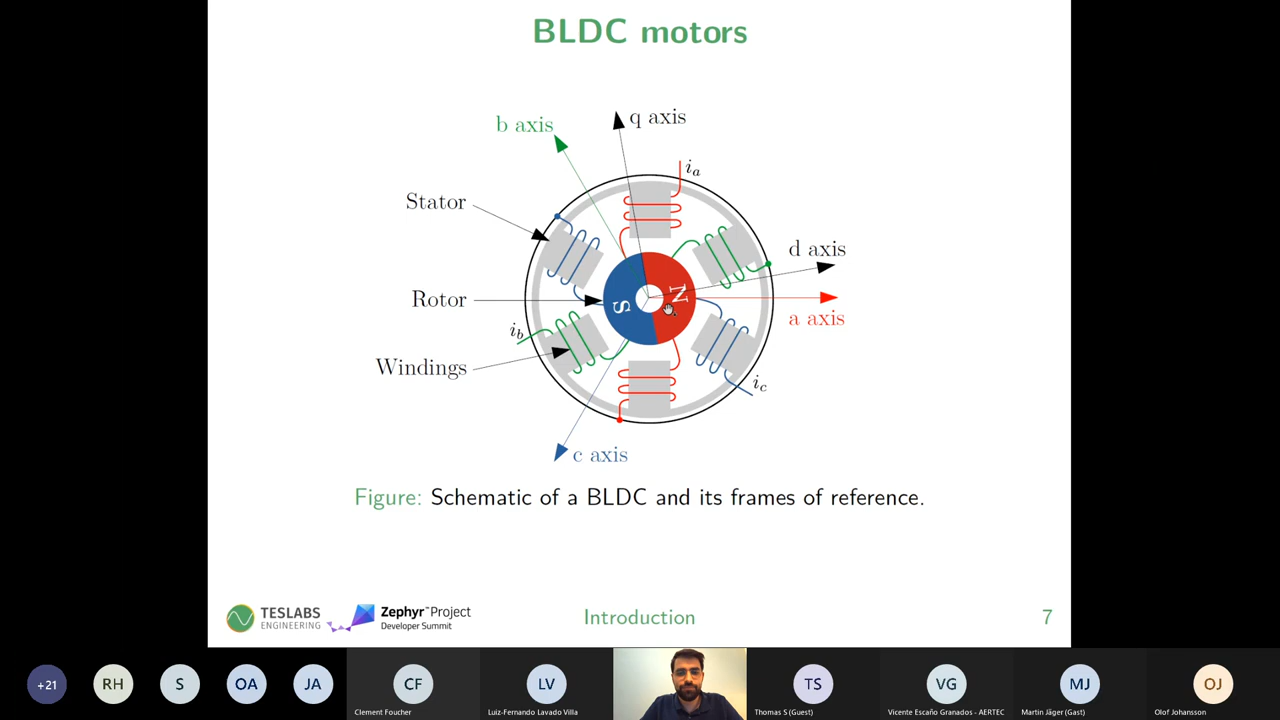 BLDC motors
b axis
q axis
i_a
Stator
d axis
Rotor
N
S
a axis
i_b
Windings
i_c
c axis
Figure: Schematic of a BLDC and its frames of reference.
TESLABS
ENGINEERING
Zephyr™Project
Developer Summit
Introduction
7
+21
RH
S
OA
JA
CF
LV
TS
VG
MJ
OJ
Clement Foucher
Luiz-Fernando Lavado Villa
Thomas S (Guest)
Vicente Escaño Granados - AERTEC
Martin Jäger (Gast)
Olof Johansson